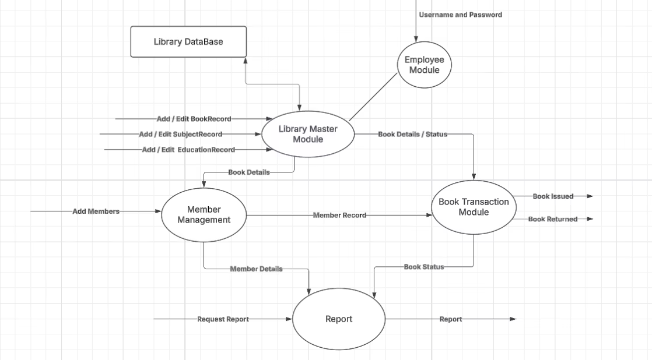 Username and Password
Library DataBase
Employee
Module
Add / Edit BookRecord
Add / Edit SubjectRecord
Add / Edit EducationRecord
Library Master
Module
Book Details / Status
Book Details
Add Members
Member
Management
Member Record
Book Transaction
Module
Book Issued
Book Returned
Member Details
Book Status
Request Report
Report
Report